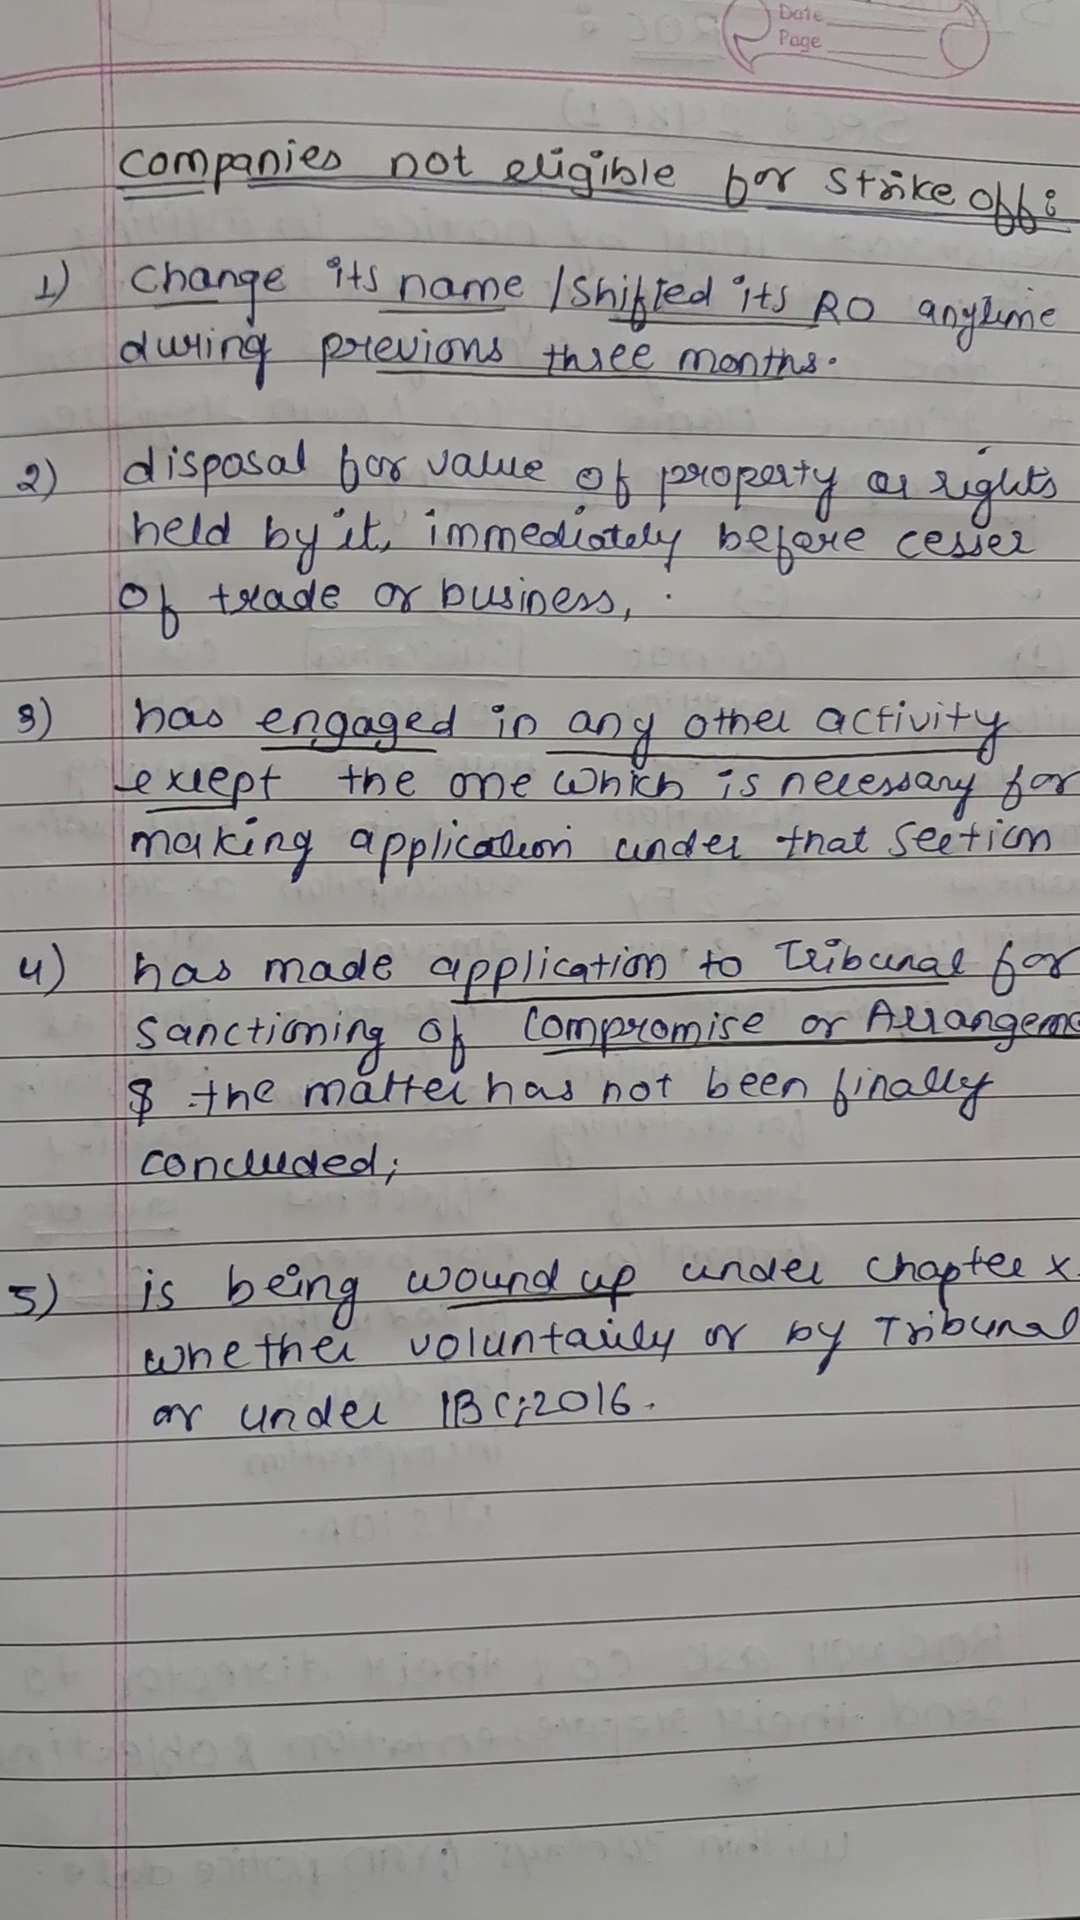 Date
Page
Companies not eligible for strike off :
1) change its name / shifted its RO anytime
during previous three months.
2) disposal for value of property or rights
held by it, immediately before cesser
of trade or business,
3) has engaged in any other activity
except the one which is necessary for
making application under that section
4) has made application to Tribunal for
sanctioning of compromise or Arrangeme
& the matter has not been finally
concluded;
5) is being wound up under chapter x
whether voluntarily or by Tribunal
or under IBC,2016.